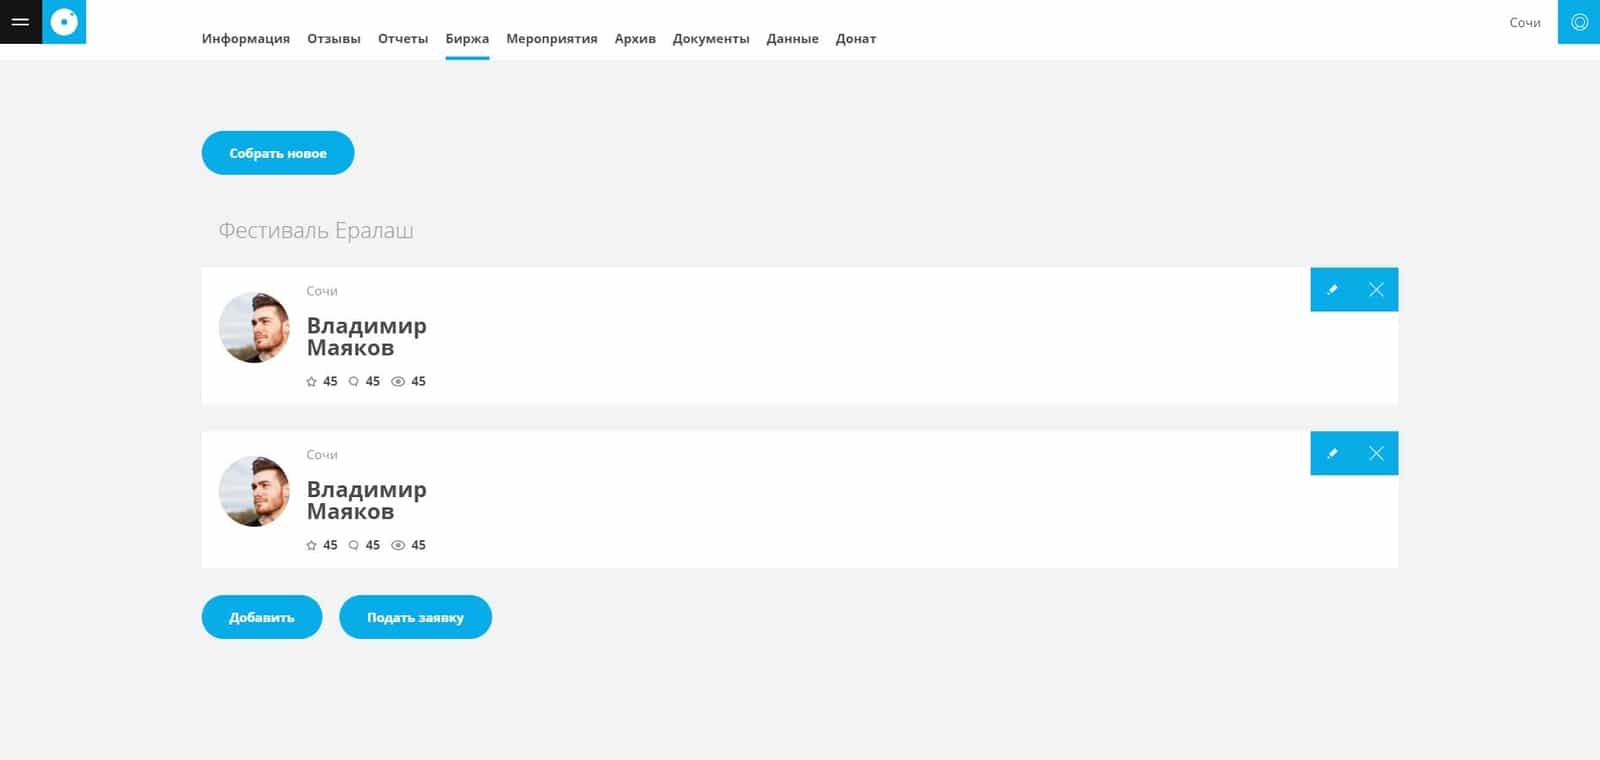 Сочи
Информация Отзывы Отчеты Биржа Мероприятия Архив Документы Данные Донат
Собрать новое
Фестиваль Ералаш
Сочи
Владимир
Маяков
45 45 45
Сочи
Владимир
Маяков
45 45 45
Добавить Подать заявку